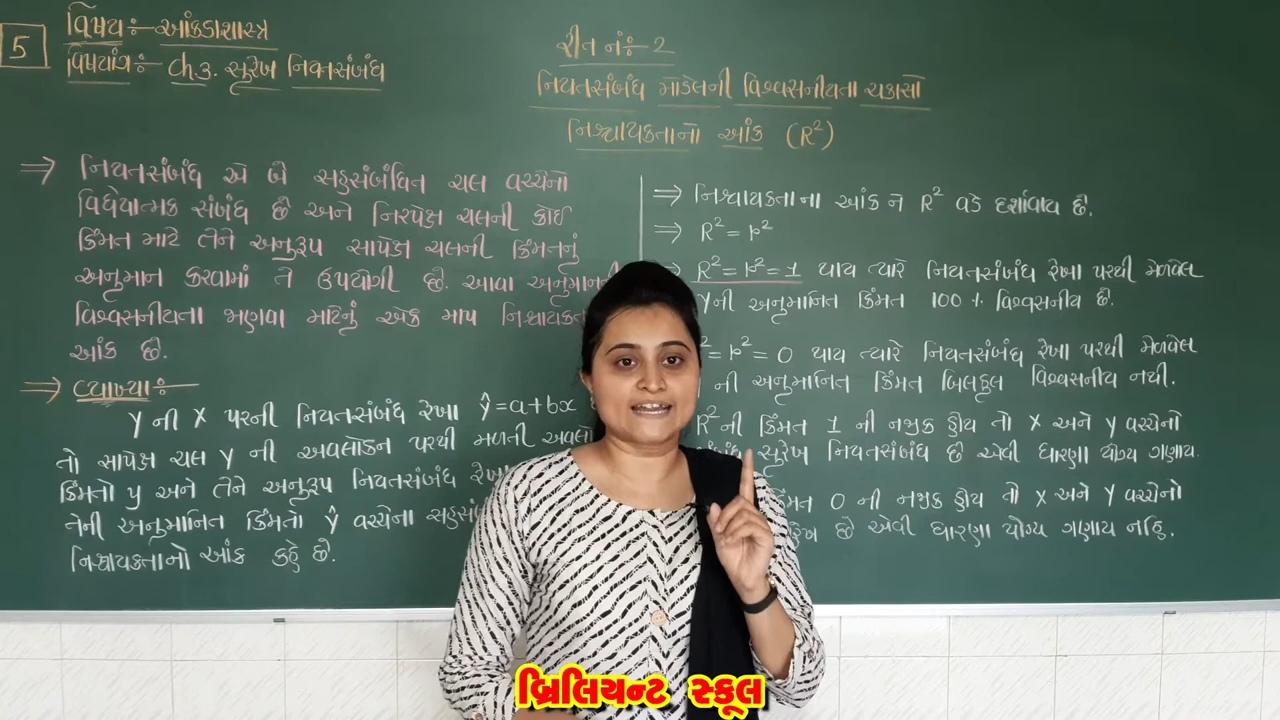 5
વિષય :- આંકડાશાસ્ત્ર
વિષયાંગ :- Ch 3. સુરેખ નિયતસંબંધ
રીત નં :- 2
નિયતસંબંધ મોડેલની વિશ્વસનીયતા ચકાસો
નિશ્ચાયકતાનો આંક (R²)
⇒ નિયતસંબંધ એ બે સહસંબંધિત ચલ વચ્ચેનો
વિધેયાત્મક સંબંધ છે અને નિરપેક્ષ ચલની કોઈ
કિંમત માટે તેને અનુરૂપ સાપેક્ષ ચલની કિંમતનું
અનુમાન કરવામાં તે ઉપયોગી છે. આવા અનુમાનની
વિશ્વસનીયતા જાણવા માટેનું એક માપ નિશ્ચાયકતા
આંક છે.
⇒ વ્યાખ્યા :-
Y ની X પરની નિયતસંબંધ રેખા ŷ = a + bx
તો સાપેક્ષ ચલ Y ની અવલોકન પરથી મળતી
કિંમતો y અને તેને અનુરૂપ નિયતસંબંધ રેખા
તેની અનુમાનિત કિંમતો ŷ વચ્ચેના
નિશ્ચાયકતાનો આંક કહે છે.
⇒ નિશ્ચાયકતાના આંક ને R² વડે દર્શાવાય છે.
⇒ R² = r²
R² = r² = 1 થાય ત્યારે નિયતસંબંધ રેખા પરથી મેળવેલ
Yની અનુમાનિત કિંમત 100 % વિશ્વસનીય છે.
² = r² = 0 થાય ત્યારે નિયતસંબંધ રેખા પરથી મેળવેલ
ની અનુમાનિત કિંમત બિલકુલ વિશ્વસનીય નથી.
R²ની કિંમત 1 ની નજીક હોય તો X અને Y વચ્ચેનો
સુરેખ નિયતસંબંધ છે એવી ધારણા યોગ્ય ગણાય.
કિંમત 0 ની નજીક હોય તો X અને Y વચ્ચેનો
છે એવી ધારણા યોગ્ય ગણાય નહિ.
બ્રિલિયન્ટ સ્કૂલ